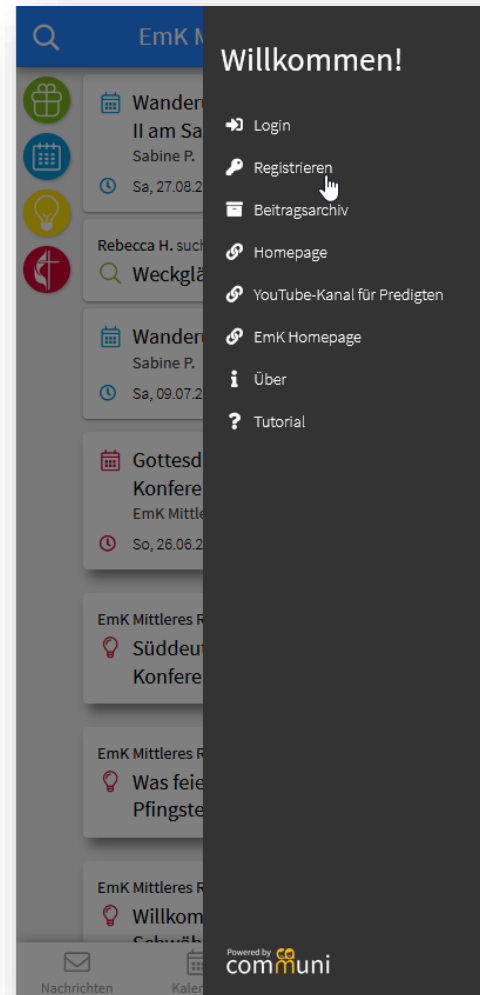 EmK M
Wanderu
II am Sa
Sabine P.
Sa, 27.08.2
Rebecca H. such
Weckglä
Wanderu
Sabine P.
Sa, 09.07.2
Gottesd
Konfere
EmK Mittle
So, 26.06.2
EmK Mittleres R
Süddeut
Konfere
EmK Mittleres R
Was feie
Pfingste
EmK Mittleres R
Willkom
Nachrichten
Kalen
Willkommen!
Login
Registrieren
Beitragsarchiv
Homepage
YouTube-Kanal für Predigten
EmK Homepage
Über
Tutorial
Powered by
communi